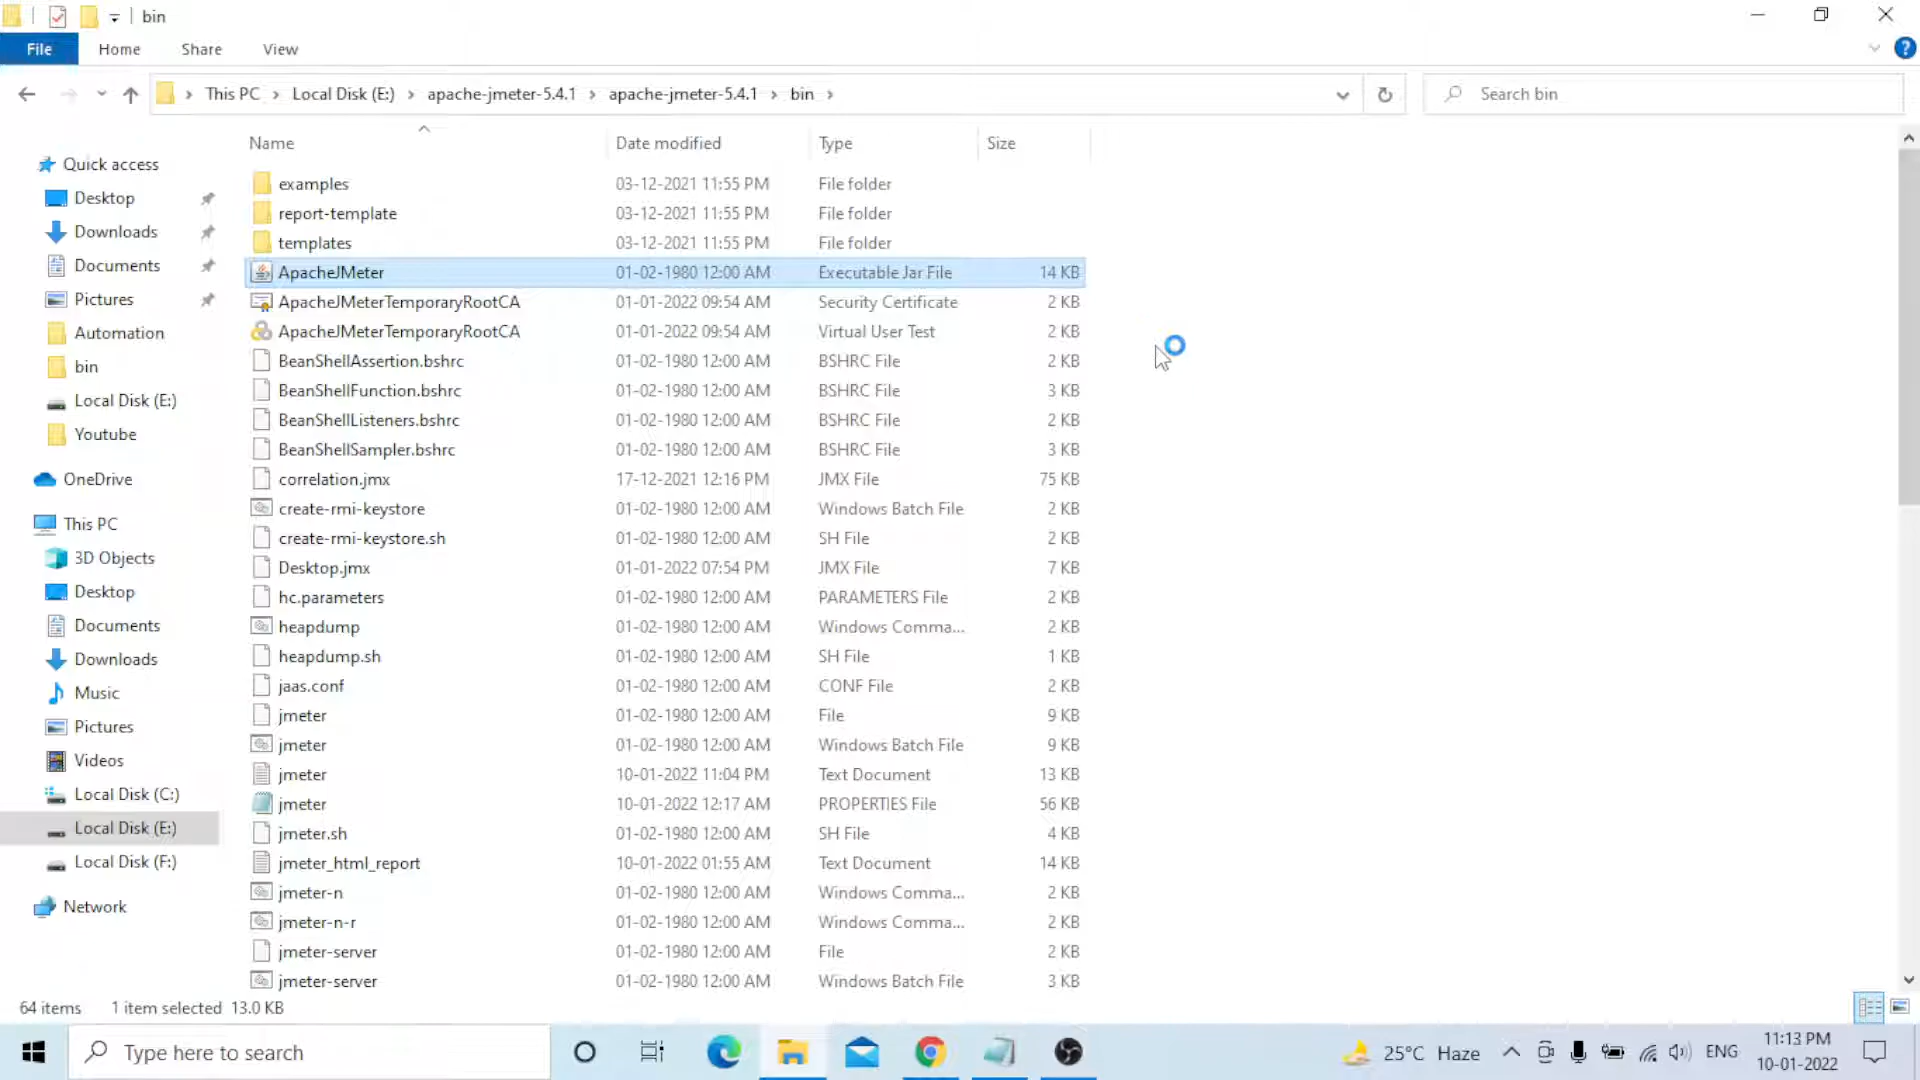 bin
File Home Share View
This PC Local Disk (E:) apache-jmeter-5.4.1 apache-jmeter-5.4.1 bin
Search bin
Name Date modified Type Size
Quick access
Desktop
Downloads
Documents
Pictures
Automation
bin
Local Disk (E:)
Youtube
OneDrive
This PC
3D Objects
Desktop
Documents
Downloads
Music
Pictures
Videos
Local Disk (C:)
Local Disk (E:)
Local Disk (F:)
Network
examples 03-12-2021 11:55 PM File folder
report-template 03-12-2021 11:55 PM File folder
templates 03-12-2021 11:55 PM File folder
ApacheJMeter 01-02-1980 12:00 AM Executable Jar File 14 KB
ApacheJMeterTemporaryRootCA 01-01-2022 09:54 AM Security Certificate 2 KB
ApacheJMeterTemporaryRootCA 01-01-2022 09:54 AM Virtual User Test 2 KB
BeanShellAssertion.bshrc 01-02-1980 12:00 AM BSHRC File 2 KB
BeanShellFunction.bshrc 01-02-1980 12:00 AM BSHRC File 3 KB
BeanShellListeners.bshrc 01-02-1980 12:00 AM BSHRC File 2 KB
BeanShellSampler.bshrc 01-02-1980 12:00 AM BSHRC File 3 KB
correlation.jmx 17-12-2021 12:16 PM JMX File 75 KB
create-rmi-keystore 01-02-1980 12:00 AM Windows Batch File 2 KB
create-rmi-keystore.sh 01-02-1980 12:00 AM SH File 2 KB
Desktop.jmx 01-01-2022 07:54 PM JMX File 7 KB
hc.parameters 01-02-1980 12:00 AM PARAMETERS File 2 KB
heapdump 01-02-1980 12:00 AM Windows Comma... 2 KB
heapdump.sh 01-02-1980 12:00 AM SH File 1 KB
jaas.conf 01-02-1980 12:00 AM CONF File 2 KB
jmeter 01-02-1980 12:00 AM File 9 KB
jmeter 01-02-1980 12:00 AM Windows Batch File 9 KB
jmeter 10-01-2022 11:04 PM Text Document 13 KB
jmeter 10-01-2022 12:17 AM PROPERTIES File 56 KB
jmeter.sh 01-02-1980 12:00 AM SH File 4 KB
jmeter_html_report 10-01-2022 01:55 AM Text Document 14 KB
jmeter-n 01-02-1980 12:00 AM Windows Comma... 2 KB
jmeter-n-r 01-02-1980 12:00 AM Windows Comma... 2 KB
jmeter-server 01-02-1980 12:00 AM File 2 KB
jmeter-server 01-02-1980 12:00 AM Windows Batch File 3 KB
64 items 1 item selected 13.0 KB
Type here to search
25°C Haze
ENG
11:13 PM
10-01-2022